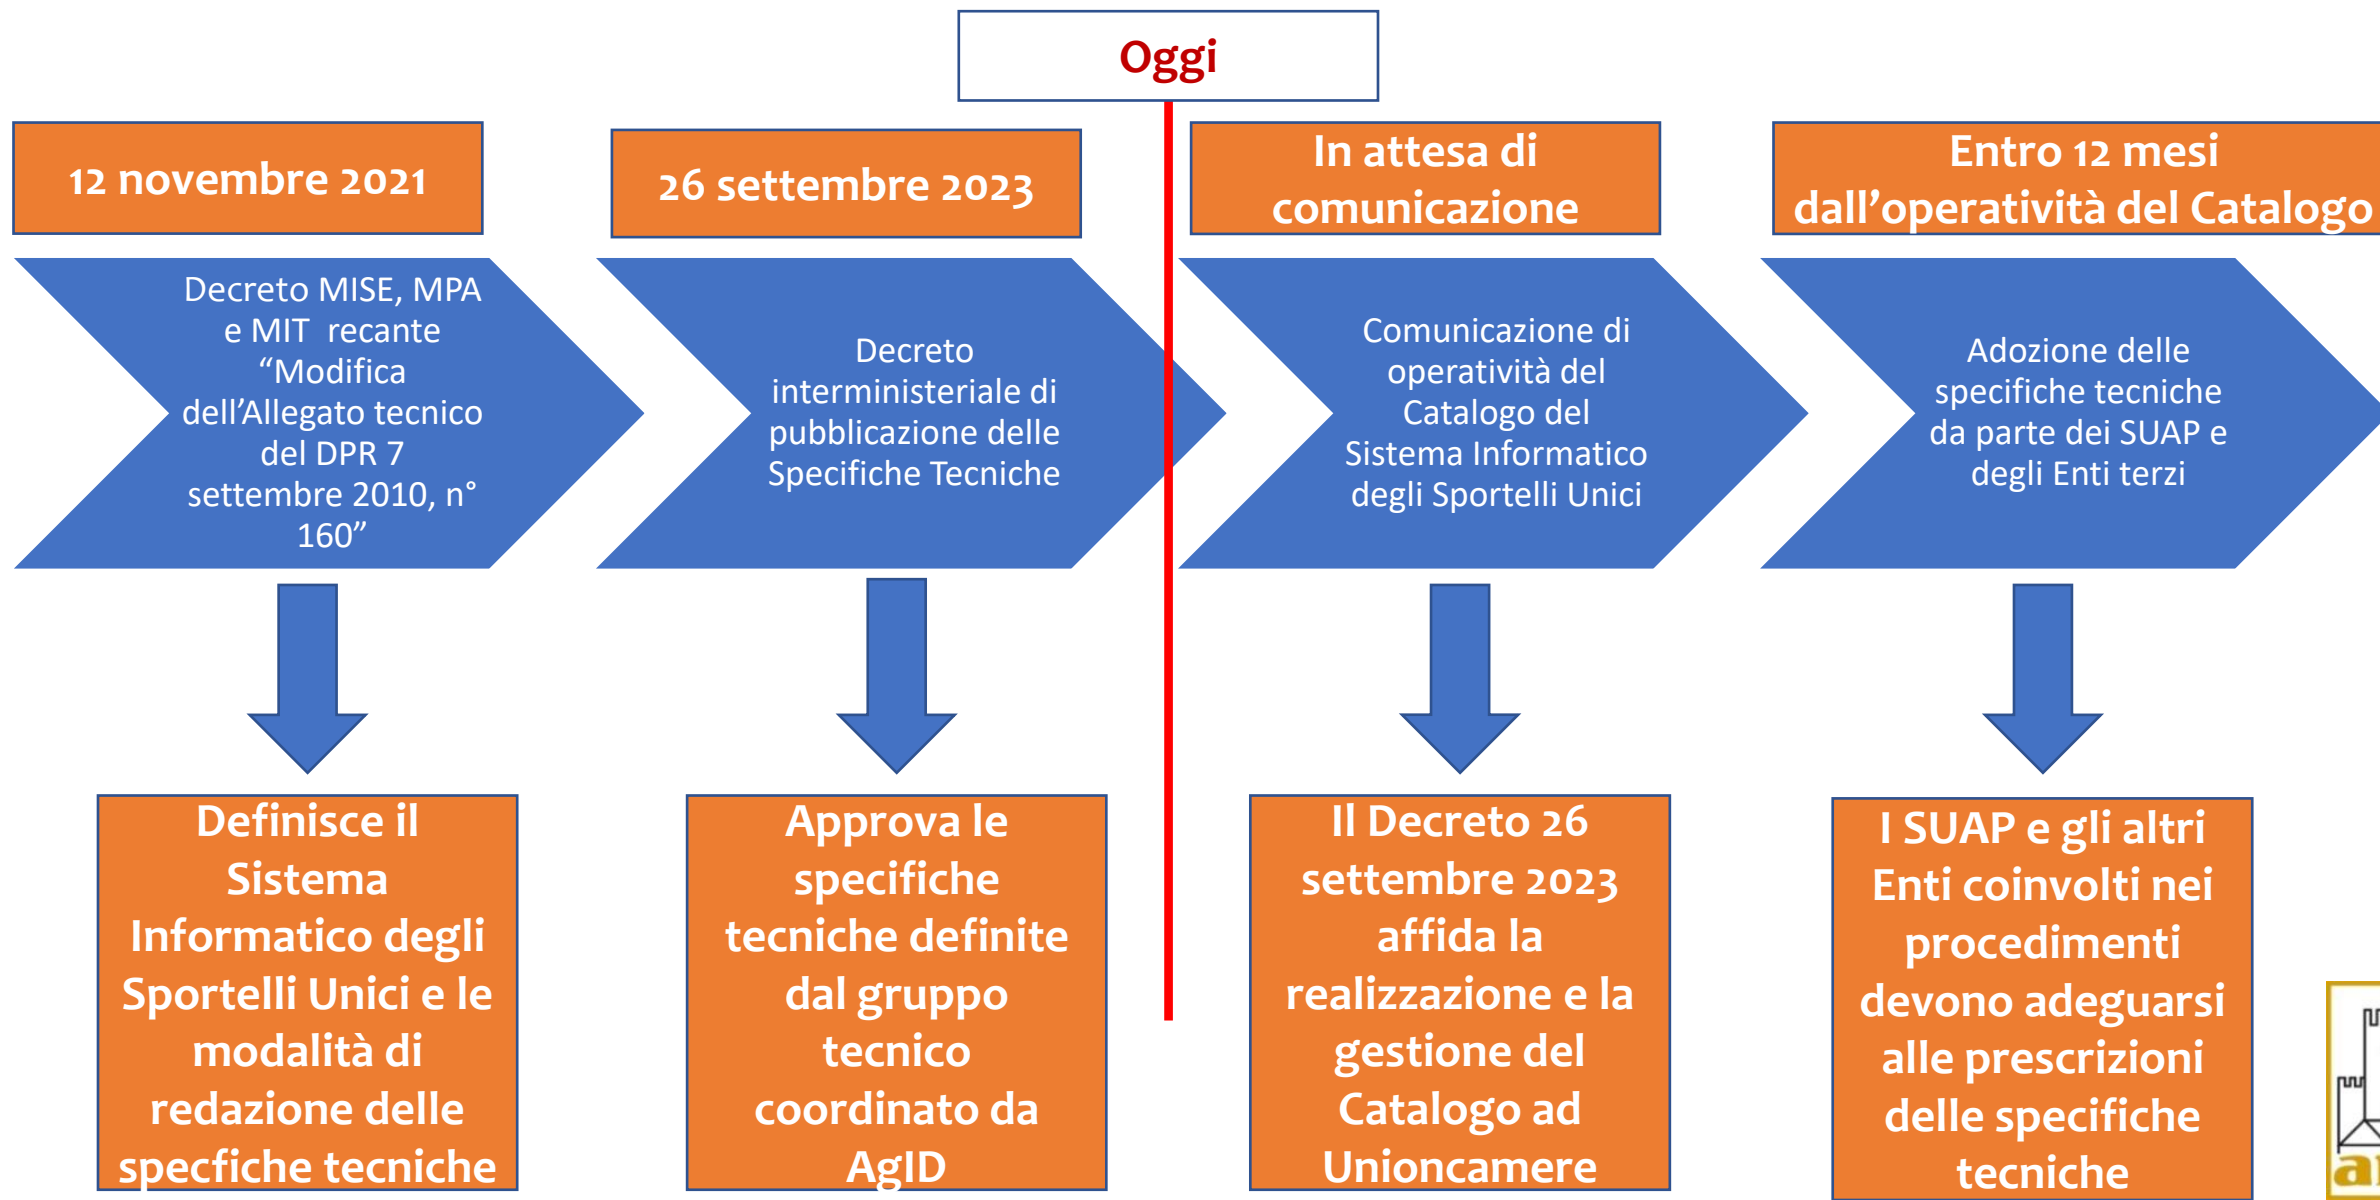 Oggi
12 novembre 2021
26 settembre 2023
In attesa di
comunicazione
Entro 12 mesi
dall’operatività del Catalogo
Decreto MISE, MPA
e MIT recante
“Modifica
dell’Allegato tecnico
del DPR 7
settembre 2010, n°
160”
Decreto
interministeriale di
pubblicazione delle
Specifiche Tecniche
Comunicazione di
operatività del
Catalogo del
Sistema Informatico
degli Sportelli Unici
Adozione delle
specifiche tecniche
da parte dei SUAP e
degli Enti terzi
Definisce il
Sistema
Informatico degli
Sportelli Unici e le
modalità di
redazione delle
specfiche tecniche
Approva le
specifiche
tecniche definite
dal gruppo
tecnico
coordinato da
AgID
Il Decreto 26
settembre 2023
affida la
realizzazione e la
gestione del
Catalogo ad
Unioncamere
I SUAP e gli altri
Enti coinvolti nei
procedimenti
devono adeguarsi
alle prescrizioni
delle specifiche
tecniche